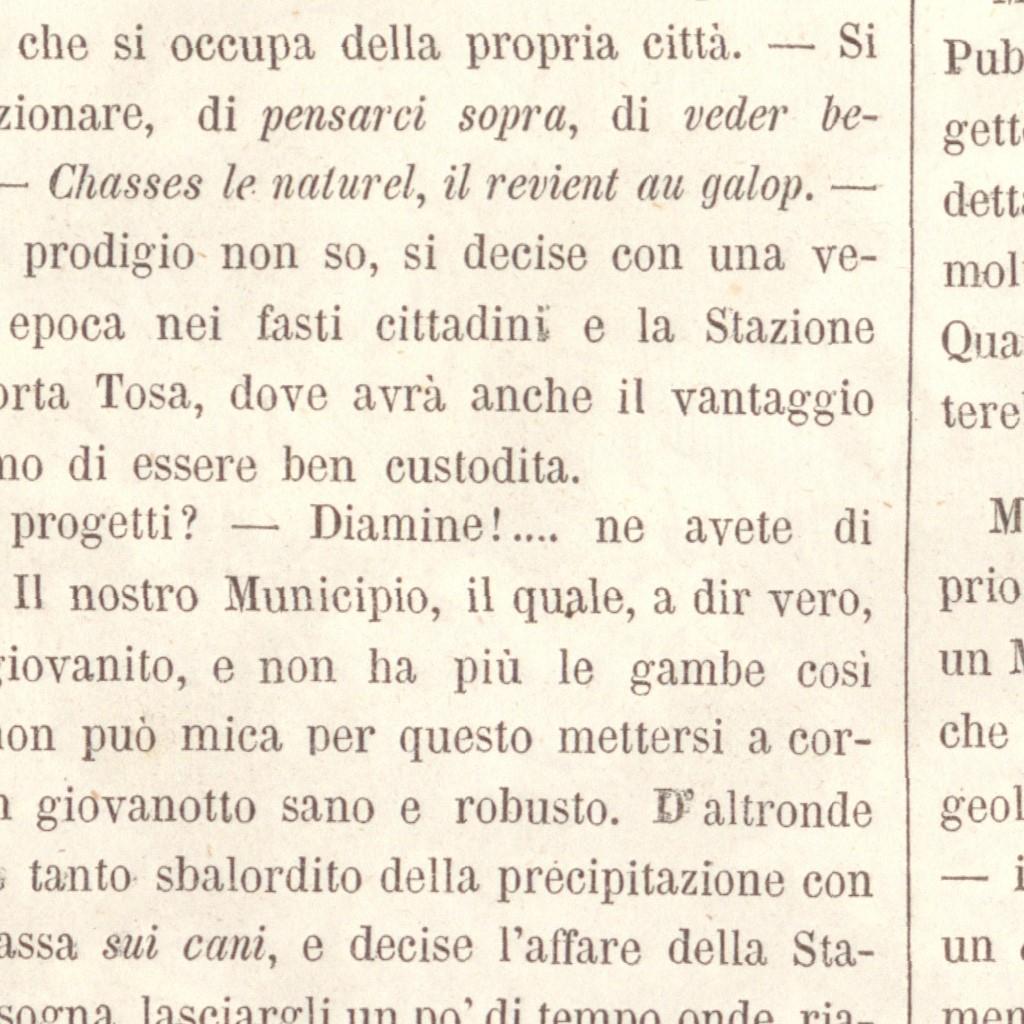 che si occupa della propria città. — Si
zionare, di pensarci sopra, di veder be-
— Chasses le naturel, il revient au galop. —
prodigio non so, si decise con una ve-
epoca nei fasti cittadini e la Stazione
orta Tosa, dove avrà anche il vantaggio
mo di essere ben custodita.
progetti? — Diamine!.... ne avete di
Il nostro Municipio, il quale, a dir vero,
giovanito, e non ha più le gambe così
non può mica per questo mettersi a cor-
n giovanotto sano e robusto. D'altronde
tanto sbalordito della precipitazione con
assa sui cani, e decise l'affare della Sta-
sogna lasciargli un po' di tempo onde ria-
Pub
gett
detta
mol
Qua
tere
M
prio
un M
che
geol
— i
un
men